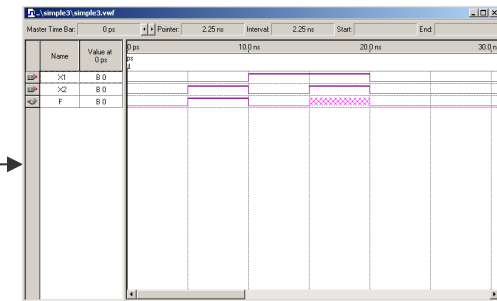 ..\simple3\simple3.vwf
Master Time Bar: 0 ps Pointer: 2.25 ns Interval: 2.25 ns Start: End:
Name Value at 0 ps
0 ps 10.0 ns 20.0 ns 30.0 n
ps
X1 B 0
X2 B 0
F B 0